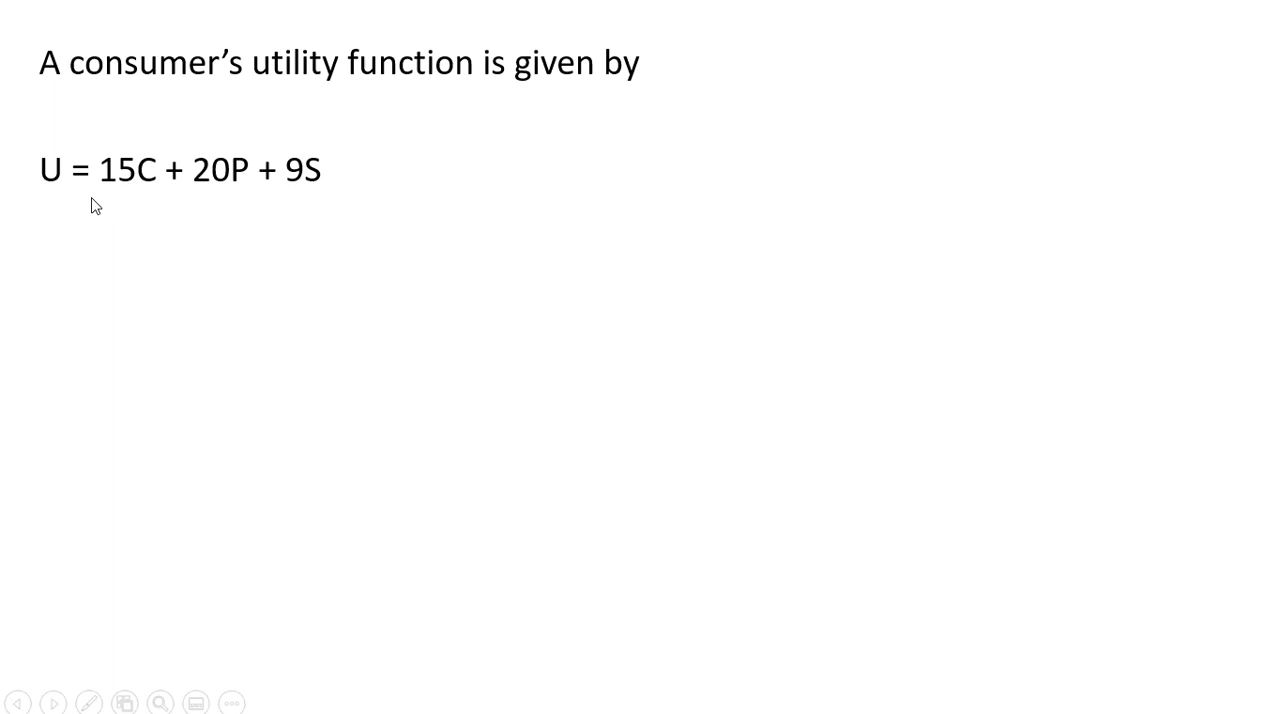 A consumer’s utility function is given by
U = 15C + 20P + 9S